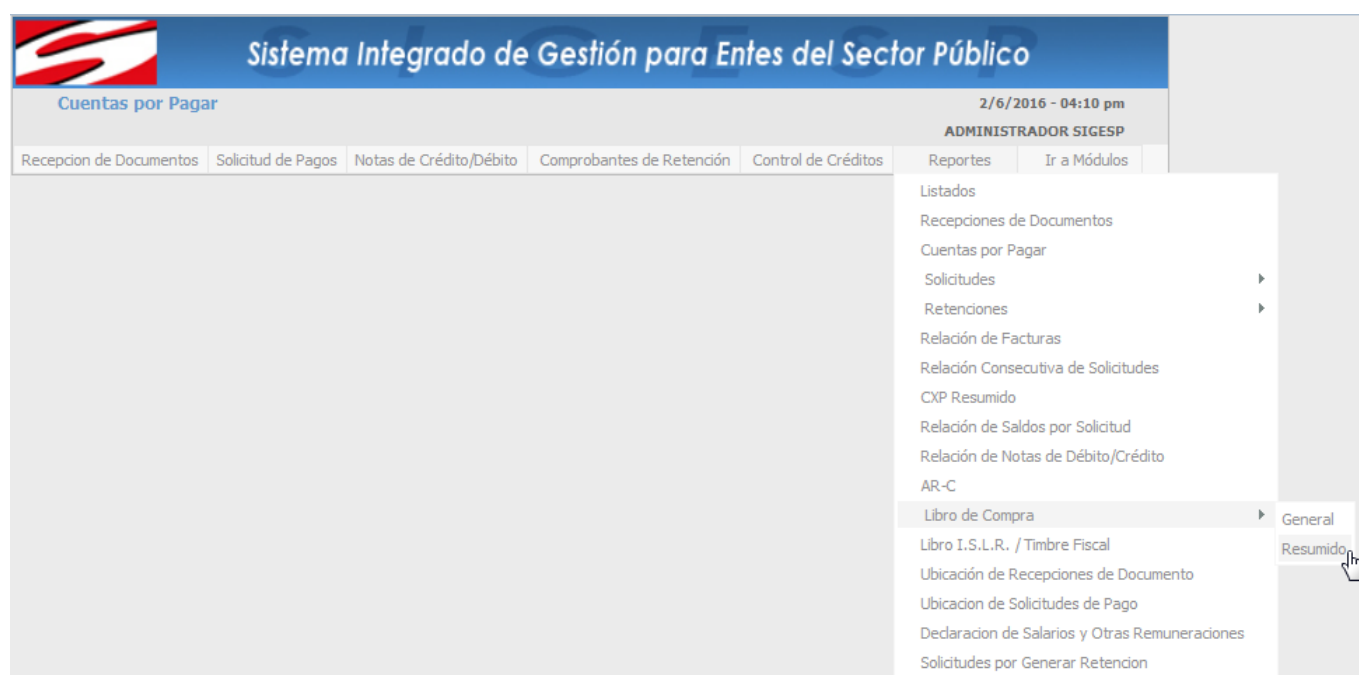 SIGESP
Sistema Integrado de Gestión para Entes del Sector Público
Cuentas por Pagar
2/6/2016 - 04:10 pm
ADMINISTRADOR SIGESP
Recepcion de Documentos Solicitud de Pagos Notas de Crédito/Débito Comprobantes de Retención Control de Créditos Reportes Ir a Módulos
Listados
Recepciones de Documentos
Cuentas por Pagar
Solicitudes
Retenciones
Relación de Facturas
Relación Consecutiva de Solicitudes
CXP Resumido
Relación de Saldos por Solicitud
Relación de Notas de Débito/Crédito
AR-C
Libro de Compra
General
Libro I.S.L.R. / Timbre Fiscal
Resumido
Ubicación de Recepciones de Documento
Ubicacion de Solicitudes de Pago
Declaracion de Salarios y Otras Remuneraciones
Solicitudes por Generar Retencion